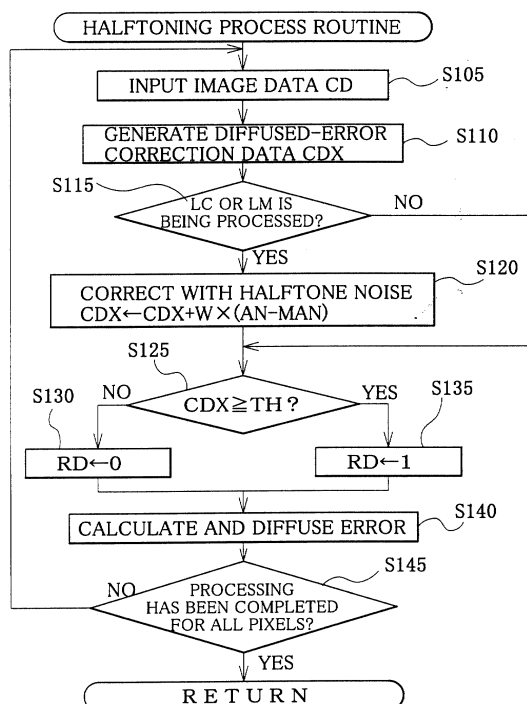 HALFTONING PROCESS ROUTINE
INPUT IMAGE DATA CD
S105
GENERATE DIFFUSED-ERROR
CORRECTION DATA CDX
S110
S115
LC OR LM IS
BEING PROCESSED?
NO
YES
S120
CORRECT WITH HALFTONE NOISE
CDX←CDX+W×(AN-MAN)
S125
CDX≧TH?
NO
YES
S130
S135
RD←0
RD←1
CALCULATE AND DIFFUSE ERROR
S140
S145
NO
PROCESSING
HAS BEEN COMPLETED
FOR ALL PIXELS?
YES
RETURN